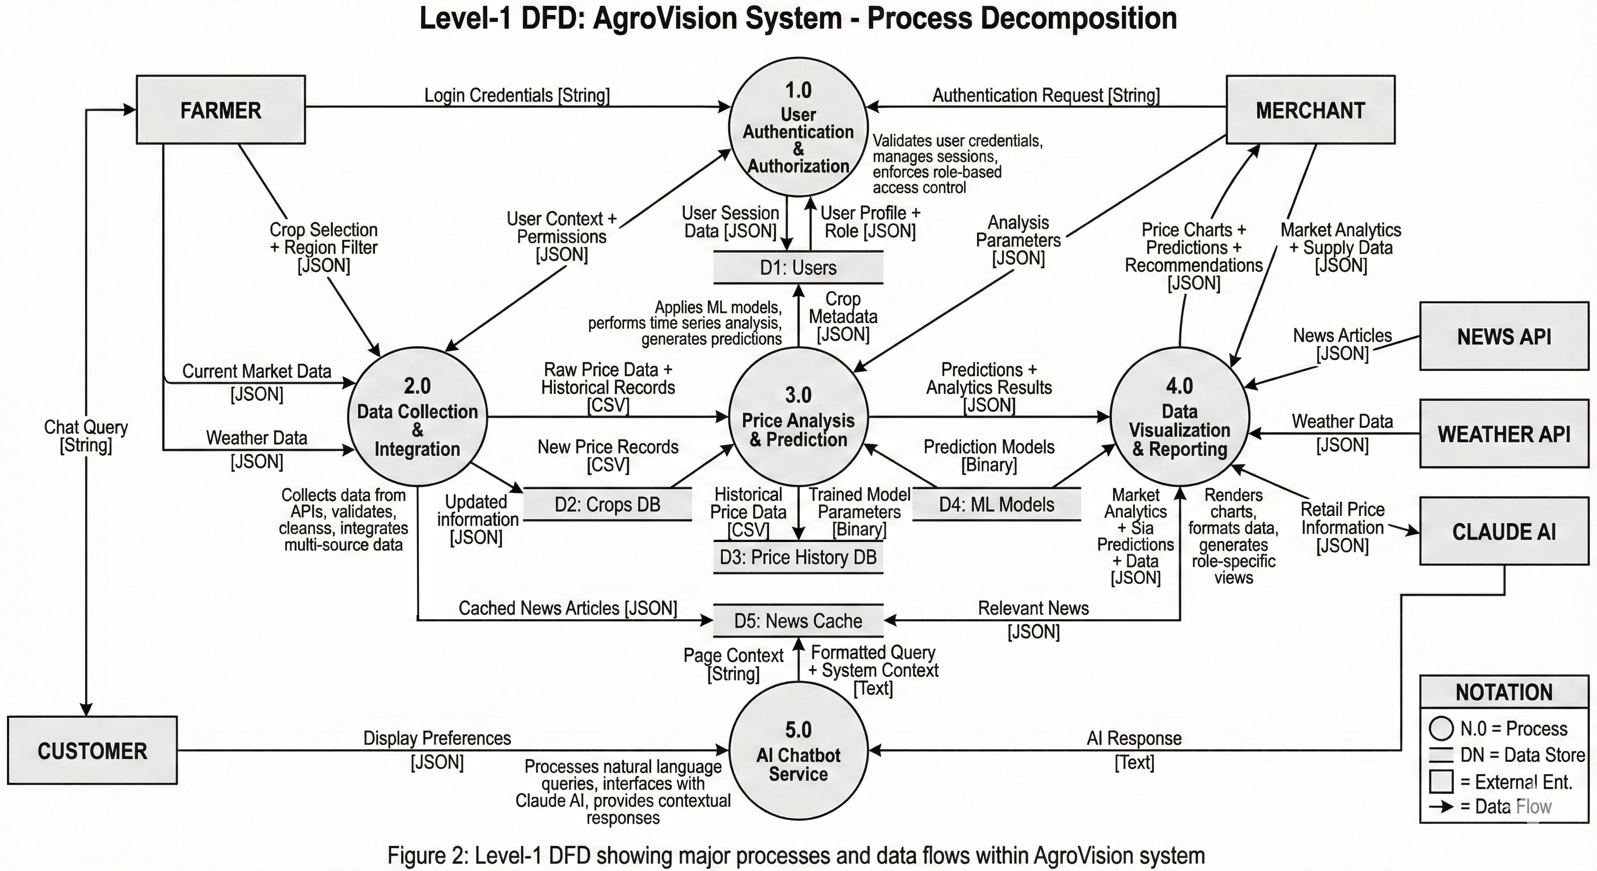 Level-1 DFD: AgroVision System - Process Decomposition
FARMER
Login Credentials [String]
1.0
User
Authentication
&
Authorization
Authentication Request [String]
MERCHANT
Validates user credentials,
manages sessions,
enforces role-based
access control
Crop Selection
+ Region Filter
[JSON]
User Context +
Permissions
[JSON]
User Session
Data [JSON]
User Profile +
Role [JSON]
D1: Users
Analysis
Parameters
[JSON]
Price Charts +
Predictions +
Recommendations
[JSON]
Market Analytics
+ Supply Data
[JSON]
Applies ML models,
performs time series analysis,
generates predictions
Crop
Metadata
[JSON]
News Articles
[JSON]
NEWS API
Current Market Data
[JSON]
2.0
Data Collection
&
Integration
Raw Price Data +
Historical Records
[CSV]
3.0
Price Analysis
& Prediction
Predictions +
Analytics Results
[JSON]
4.0
Data
Visualization
& Reporting
Weather Data
[JSON]
WEATHER API
Chat Query
[String]
Weather Data
[JSON]
New Price Records
[CSV]
Prediction Models
[Binary]
Collects data from
APIs, validates,
cleanss, integrates
multi-source data
Updated
information
[JSON]
D2: Crops DB
Historical
Price Data
[CSV]
Trained Model
Parameters
[Binary]
D4: ML Models
Market
Analytics
+ Sia
Predictions
+ Data
[JSON]
Renders
charts,
formats data,
generates
role-specific
views
Retail Price
Information
[JSON]
CLAUDE AI
D3: Price History DB
Cached News Articles [JSON]
D5: News Cache
Relevant News
[JSON]
Page Context
[String]
Formatted Query
+ System Context
[Text]
CUSTOMER
Display Preferences
[JSON]
5.0
AI Chatbot
Service
AI Response
[Text]
Processes natural language
queries, interfaces with
Claude AI, provides contextual
responses
NOTATION
N.0 = Process
DN = Data Store
= External Ent.
= Data Flow
Figure 2: Level-1 DFD showing major processes and data flows within AgroVision system